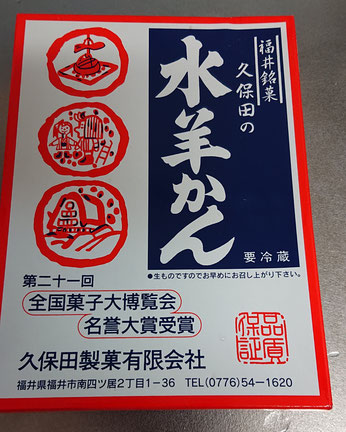 福井銘菓
久保田の
水羊かん
要冷蔵
●生ものですのでお早めにお召し上がり下さい。
第二十一回
全国菓子大博覧会
名誉大賞受賞
品質
保証
久保田製菓有限会社
福井県福井市南四ツ居2丁目1−36 TEL(0776)54−1620